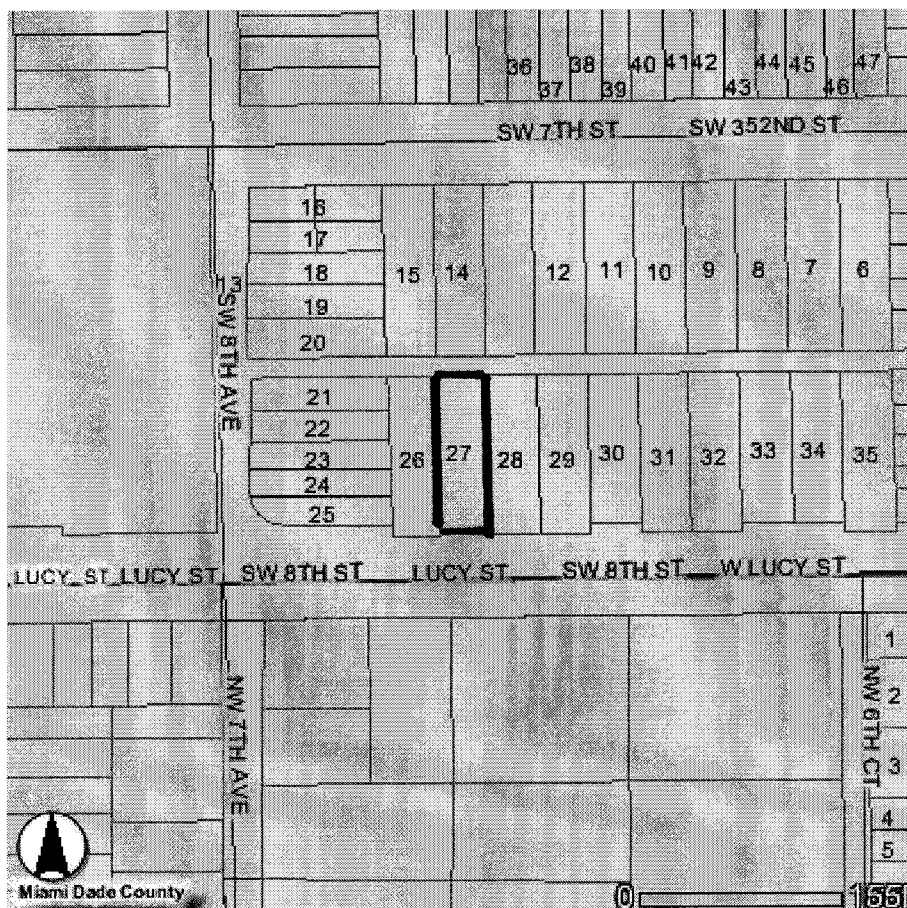 36 38 40 41 42 44 45 47
37 39 43 46
SW 7TH ST SW 352ND ST
16
17
18 15 14 12 11 10 9 8 7 6
19
20
13
SW 8TH AVE
21
22
23 26 27 28 29 30 31 32 33 34 35
24
25
LUCY ST LUCY ST SW 8TH ST LUCY ST SW 8TH ST W LUCY ST
1
NW 7TH AVE NW 6TH CT 2
3
4
5
Miami Dade County
0 166